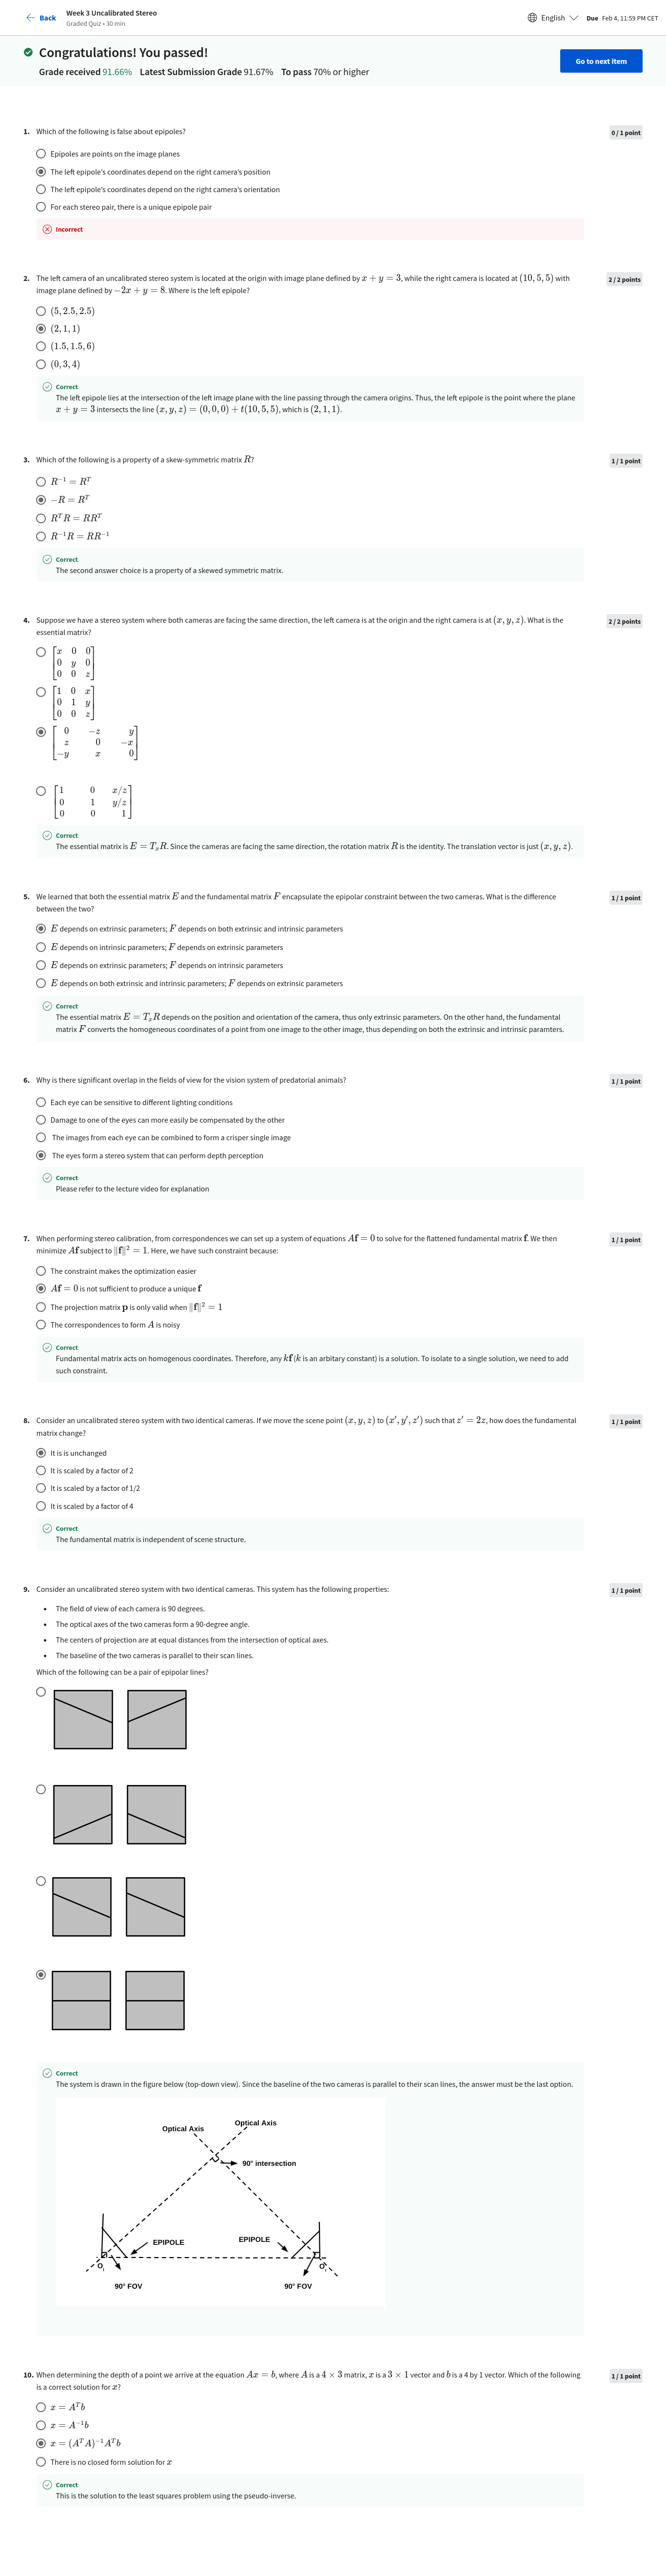 Back
Week 3 Uncalibrated Stereo
Graded Quiz • 30 min
English
Due Feb 4, 11:59 PM CET
Congratulations! You passed!
Grade received 91.66% Latest Submission Grade 91.67% To pass 70% or higher
Go to next item
1. Which of the following is false about epipoles?
0 / 1 point
Epipoles are points on the image planes
The left epipole's coordinates depend on the right camera's position
The left epipole's coordinates depend on the right camera's orientation
For each stereo pair, there is a unique epipole pair
Incorrect
2. The left camera of an uncalibrated stereo system is located at the origin with image plane defined by x + y = 3, while the right camera is located at (10, 5, 5) with
image plane defined by −2x + y = 8. Where is the left epipole?
2 / 2 points
(5, 2.5, 2.5)
(2, 1, 1)
(1.5, 1.5, 6)
(0, 3, 4)
Correct
The left epipole lies at the intersection of the left image plane with the line passing through the camera origins. Thus, the left epipole is the point where the plane
x + y = 3 intersects the line (x, y, z) = (0, 0, 0) + t(10, 5, 5), which is (2, 1, 1).
3. Which of the following is a property of a skew-symmetric matrix R?
1 / 1 point
R⁻¹ = Rᵀ
−R = Rᵀ
RᵀR = RRᵀ
R⁻¹R = RR⁻¹
Correct
The second answer choice is a property of a skewed symmetric matrix.
4. Suppose we have a stereo system where both cameras are facing the same direction, the left camera is at the origin and the right camera is at (x, y, z). What is the
essential matrix?
2 / 2 points
x 0 0
0 y 0
0 0 z
1 0 x
0 1 y
0 0 z
0 −z y
z 0 −x
−y x 0
1 0 x/z
0 1 y/z
0 0 1
Correct
The essential matrix is E = TₓR. Since the cameras are facing the same direction, the rotation matrix R is the identity. The translation vector is just (x, y, z).
5. We learned that both the essential matrix E and the fundamental matrix F encapsulate the epipolar constraint between the two cameras. What is the difference
between the two?
1 / 1 point
E depends on extrinsic parameters; F depends on both extrinsic and intrinsic parameters
E depends on intrinsic parameters; F depends on extrinsic parameters
E depends on extrinsic parameters; F depends on intrinsic parameters
E depends on both extrinsic and intrinsic parameters; F depends on extrinsic parameters
Correct
The essential matrix E = TₓR depends on the position and orientation of the camera, thus only extrinsic parameters. On the other hand, the fundamental
matrix F converts the homogeneous coordinates of a point from one image to the other image, thus depending on both the extrinsic and intrinsic paramters.
6. Why is there significant overlap in the fields of view for the vision system of predatorial animals?
1 / 1 point
Each eye can be sensitive to different lighting conditions
Damage to one of the eyes can more easily be compensated by the other
The images from each eye can be combined to form a crisper single image
The eyes form a stereo system that can perform depth perception
Correct
Please refer to the lecture video for explanation
7. When performing stereo calibration, from correspondences we can set up a system of equations Af = 0 to solve for the flattened fundamental matrix f. We then
minimize Af subject to ||f||² = 1. Here, we have such constraint because:
1 / 1 point
The constraint makes the optimization easier
Af = 0 is not sufficient to produce a unique f
The projection matrix p is only valid when ||f||² = 1
The correspondences to form A is noisy
Correct
Fundamental matrix acts on homogenous coordinates. Therefore, any kf (k is an arbitary constant) is a solution. To isolate to a single solution, we need to add
such constraint.
8. Consider an uncalibrated stereo system with two identical cameras. If we move the scene point (x, y, z) to (x′, y′, z′) such that z′ = 2z, how does the fundamental
matrix change?
1 / 1 point
It is is unchanged
It is scaled by a factor of 2
It is scaled by a factor of 1/2
It is scaled by a factor of 4
Correct
The fundamental matrix is independent of scene structure.
9. Consider an uncalibrated stereo system with two identical cameras. This system has the following properties:
1 / 1 point
• The field of view of each camera is 90 degrees.
• The optical axes of the two cameras form a 90-degree angle.
• The centers of projection are at equal distances from the intersection of optical axes.
• The baseline of the two cameras is parallel to their scan lines.
Which of the following can be a pair of epipolar lines?
Correct
The system is drawn in the figure below (top-down view). Since the baseline of the two cameras is parallel to their scan lines, the answer must be the last option.
Optical Axis
Optical Axis
90° intersection
EPIPOLE
EPIPOLE
O
O
90° FOV
90° FOV
10. When determining the depth of a point we arrive at the equation Ax = b, where A is a 4 × 3 matrix, x is a 3 × 1 vector and b is a 4 by 1 vector. Which of the following
is a correct solution for x?
1 / 1 point
x = Aᵀb
x = A⁻¹b
x = (AᵀA)⁻¹Aᵀb
There is no closed form solution for x
Correct
This is the solution to the least squares problem using the pseudo-inverse.